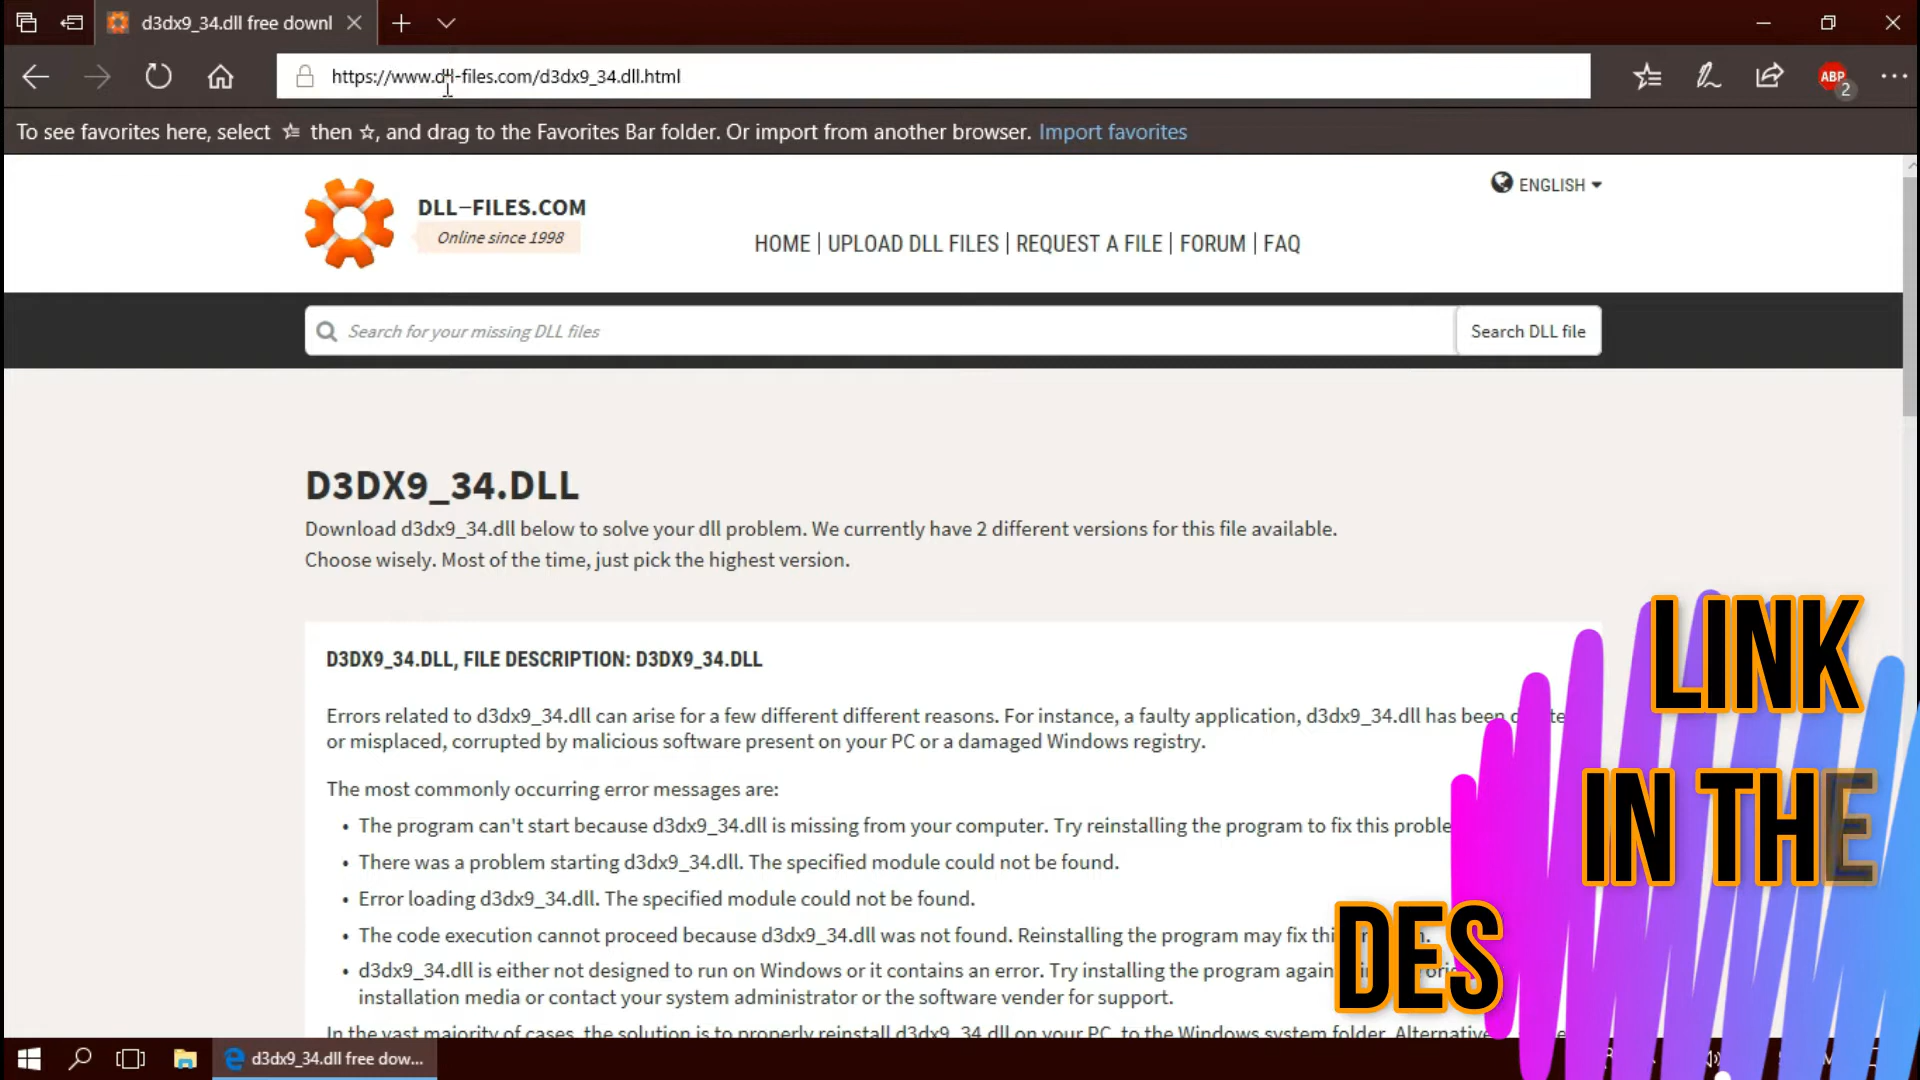 d3dx9_34.dll free downl
https://www.dll-files.com/d3dx9_34.dll.html
ABP
2
To see favorites here, select then , and drag to the Favorites Bar folder. Or import from another browser. Import favorites
ENGLISH
DLL-FILES.COM
Online since 1998
HOME | UPLOAD DLL FILES | REQUEST A FILE | FORUM | FAQ
Search for your missing DLL files
Search DLL file
D3DX9_34.DLL
Download d3dx9_34.dll below to solve your dll problem. We currently have 2 different versions for this file available.
Choose wisely. Most of the time, just pick the highest version.
D3DX9_34.DLL, FILE DESCRIPTION: D3DX9_34.DLL
Errors related to d3dx9_34.dll can arise for a few different different reasons. For instance, a faulty application, d3dx9_34.dll has been
or misplaced, corrupted by malicious software present on your PC or a damaged Windows registry.
The most commonly occurring error messages are:
• The program can't start because d3dx9_34.dll is missing from your computer. Try reinstalling the program to fix this proble
• There was a problem starting d3dx9_34.dll. The specified module could not be found.
• Error loading d3dx9_34.dll. The specified module could not be found.
• The code execution cannot proceed because d3dx9_34.dll was not found. Reinstalling the program may fix thi
• d3dx9_34.dll is either not designed to run on Windows or it contains an error. Try installing the program again
installation media or contact your system administrator or the software vender for support.
In the vast majority of cases, the solution is to properly reinstall d3dx9_34.dll on your PC, to the Windows system folder. Alternative
LINK
IN THE
DES
d3dx9_34.dll free dow...